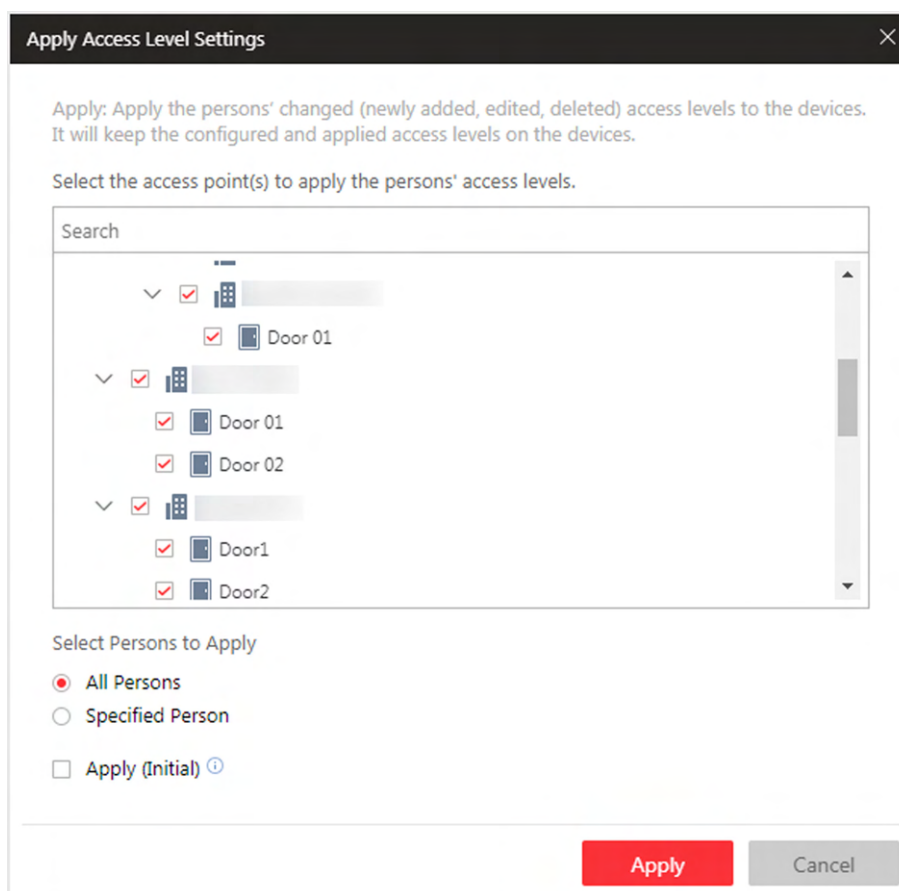 Apply Access Level Settings
Apply: Apply the persons' changed (newly added, edited, deleted) access levels to the devices.
It will keep the configured and applied access levels on the devices.
Select the access point(s) to apply the persons' access levels.
Search
Door 01
Door 01
Door 02
Door1
Door2
Select Persons to Apply
All Persons
Specified Person
Apply (Initial)
Apply
Cancel